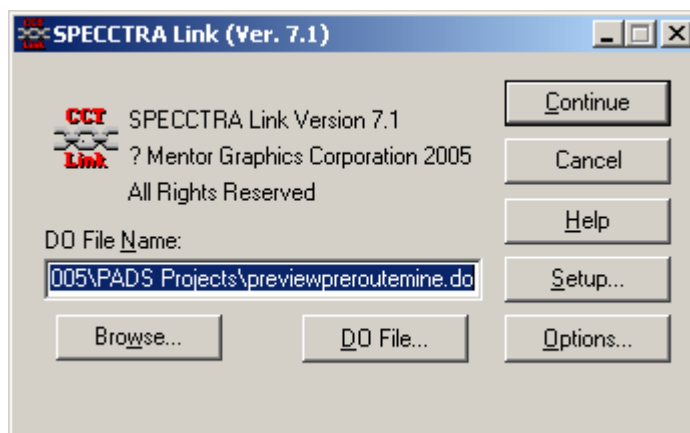 SPECCTRA Link (Ver. 7.1)
CCT
Link
SPECCTRA Link Version 7.1
? Mentor Graphics Corporation 2005
All Rights Reserved
DO File Name:
005\PADS Projects\previewpreroutemine.do
Browse...
DO File...
Continue
Cancel
Help
Setup...
Options...